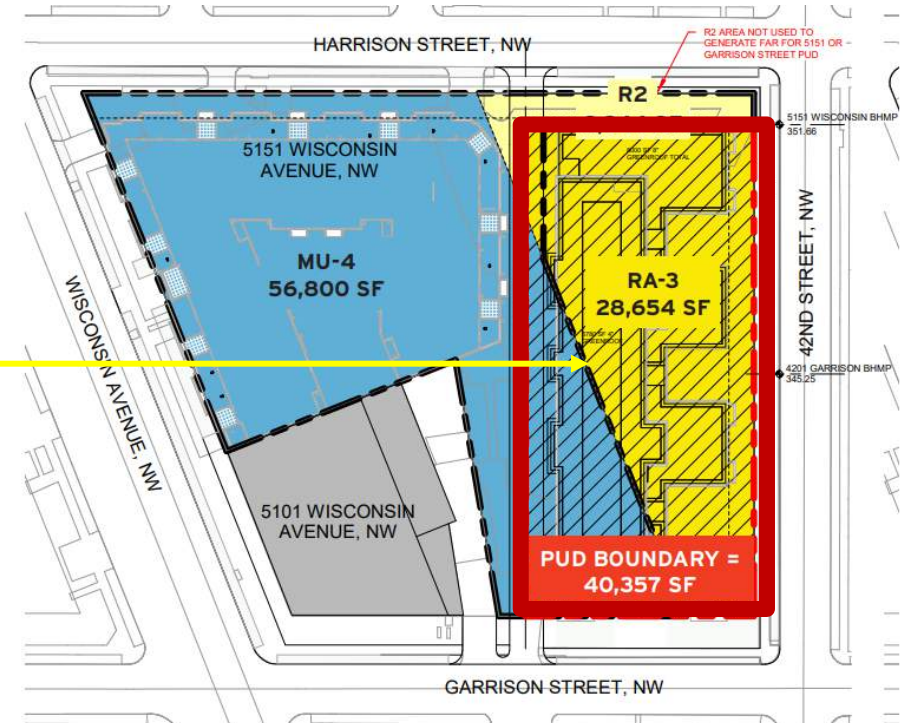 HARRISON STREET, NW
R2 AREA NOT USED TO
GENERATE FAR FOR 5151 OR
GARRISON STREET PUD
R2
5151 WISCONSIN BHMP
351.66
5151 WISCONSIN
AVENUE, NW
GREENROOF TOTAL
MU-4
56,800 SF
RA-3
28,654 SF
42ND STREET, NW
WISCONSIN AVENUE, NW
GREENROOF
4201 GARRISON BHMP
345.25
5101 WISCONSIN
AVENUE, NW
PUD BOUNDARY =
40,357 SF
GARRISON STREET, NW